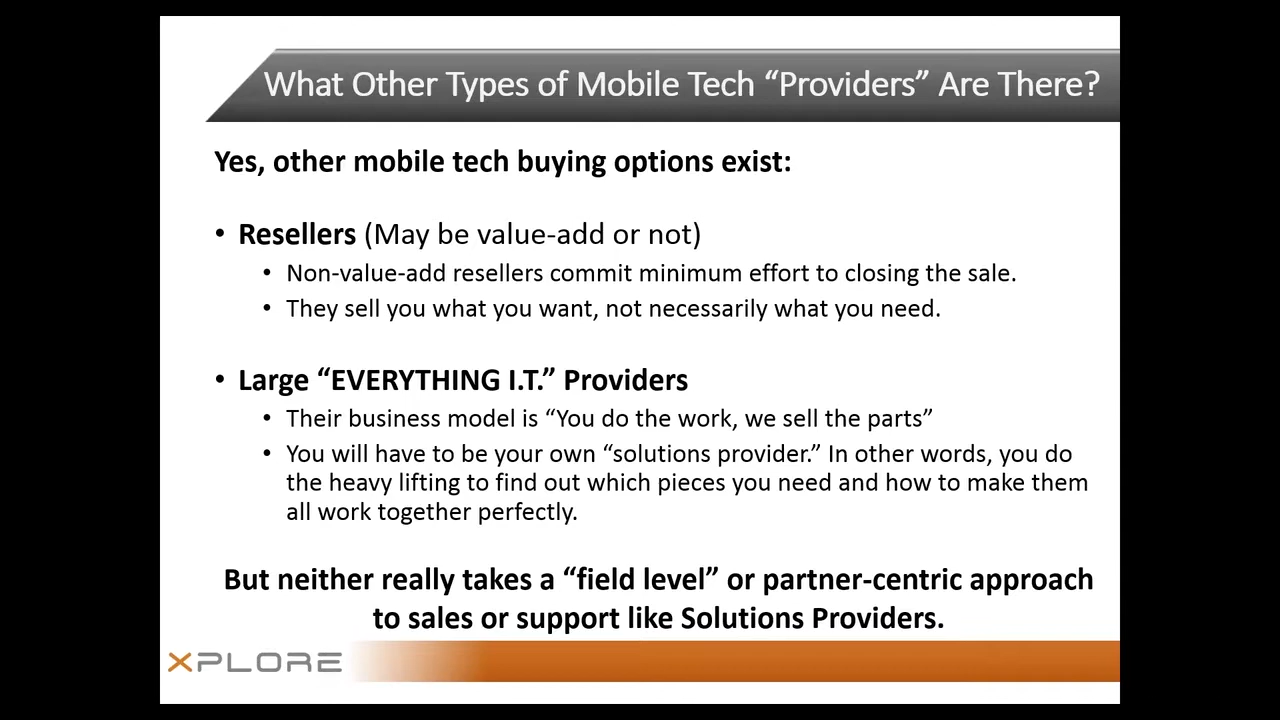 What Other Types of Mobile Tech “Providers” Are There?
Yes, other mobile tech buying options exist:
• Resellers (May be value-add or not)
• Non-value-add resellers commit minimum effort to closing the sale.
• They sell you what you want, not necessarily what you need.
• Large “EVERYTHING I.T.” Providers
• Their business model is “You do the work, we sell the parts”
• You will have to be your own “solutions provider.” In other words, you do
the heavy lifting to find out which pieces you need and how to make them
all work together perfectly.
But neither really takes a “field level” or partner-centric approach
to sales or support like Solutions Providers.
XPLORE